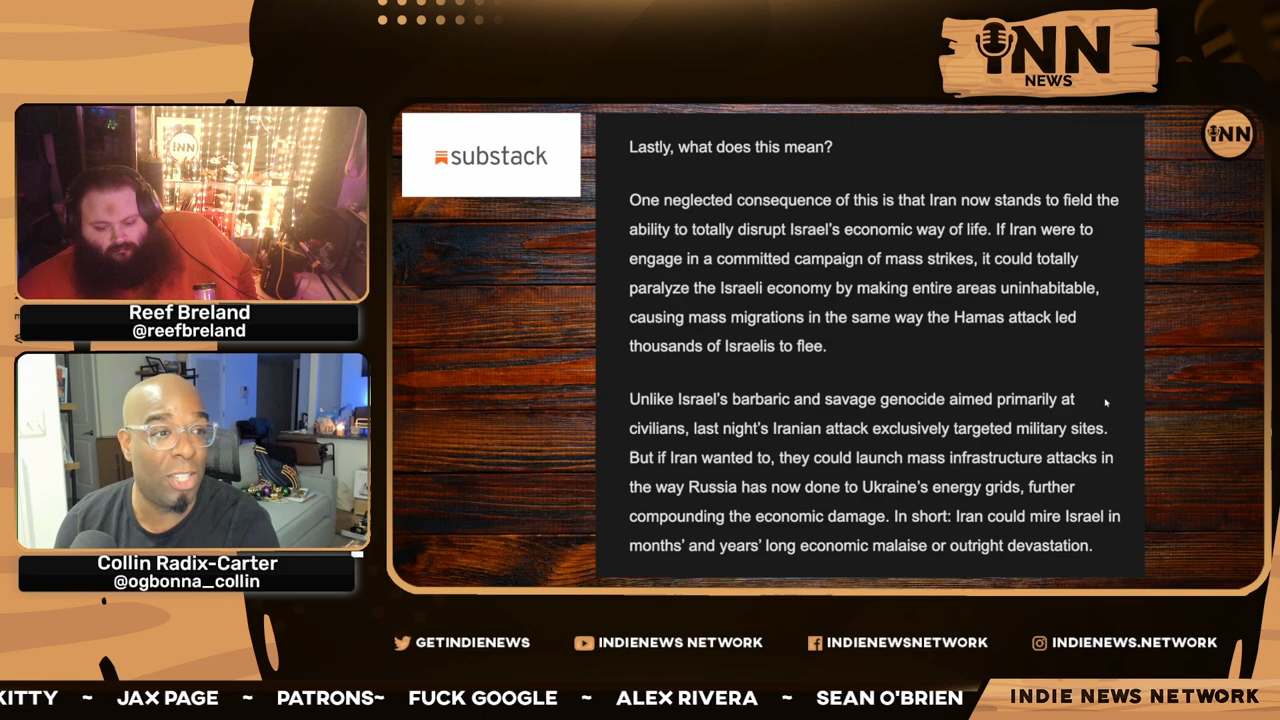 iNN
NEWS
substack
iNN
Lastly, what does this mean?
One neglected consequence of this is that Iran now stands to field the
ability to totally disrupt Israel's economic way of life. If Iran were to
engage in a committed campaign of mass strikes, it could totally
paralyze the Israeli economy by making entire areas uninhabitable,
causing mass migrations in the same way the Hamas attack led
thousands of Israelis to flee.
Unlike Israel's barbaric and savage genocide aimed primarily at
civilians, last night's Iranian attack exclusively targeted military sites.
But if Iran wanted to, they could launch mass infrastructure attacks in
the way Russia has now done to Ukraine's energy grids, further
compounding the economic damage. In short: Iran could mire Israel in
months' and years' long economic malaise or outright devastation.
iNN
Reef Breland
@reefbreland
Collin Radix-Carter
@ogbonna_collin
GETINDIENEWS
INDIENEWS NETWORK
INDIENEWSNETWORK
INDIENEWS.NETWORK
KITTY ~ JAX PAGE ~ PATRONS~ FUCK GOOGLE ~ ALEX RIVERA ~ SEAN O'BRIEN
INDIE NEWS NETWORK